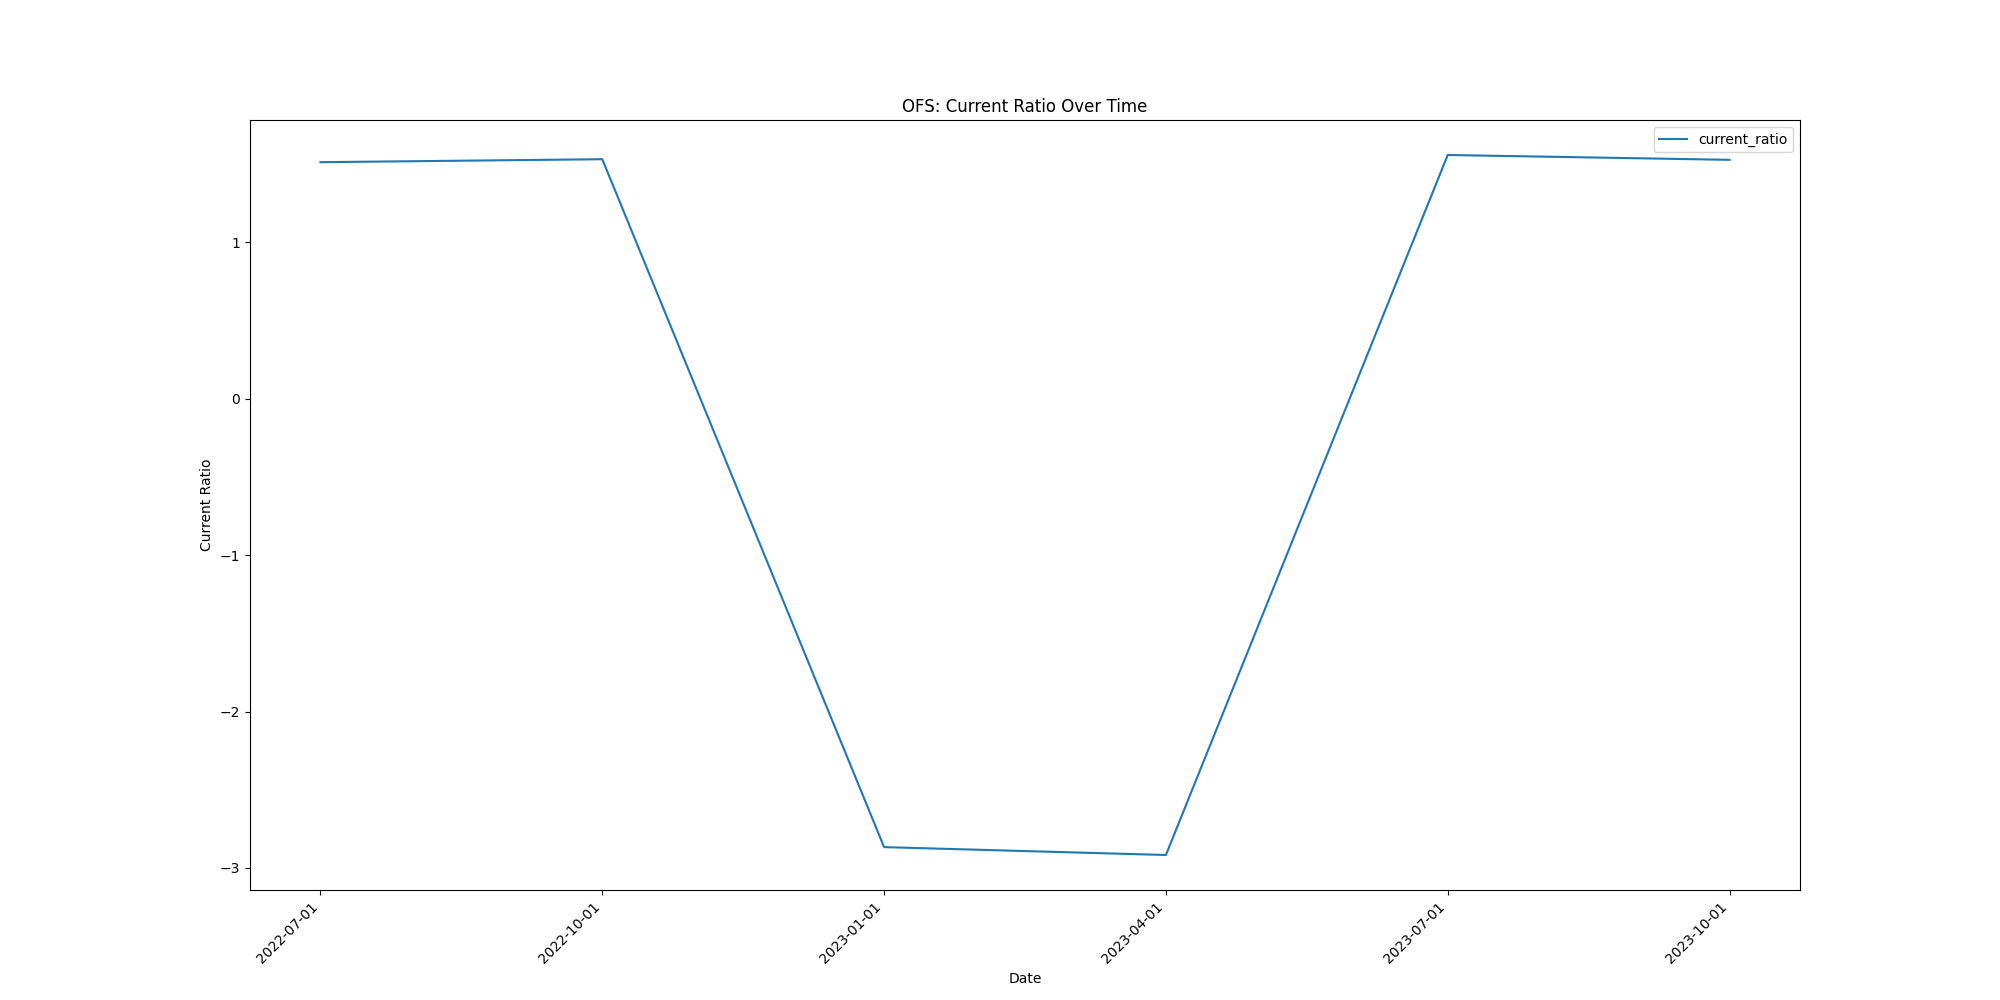 OFS: Current Ratio Over Time
current_ratio
1
0
−1
−2
−3
Current Ratio
2022-07-01
2022-10-01
2023-01-01
2023-04-01
2023-07-01
2023-10-01
Date